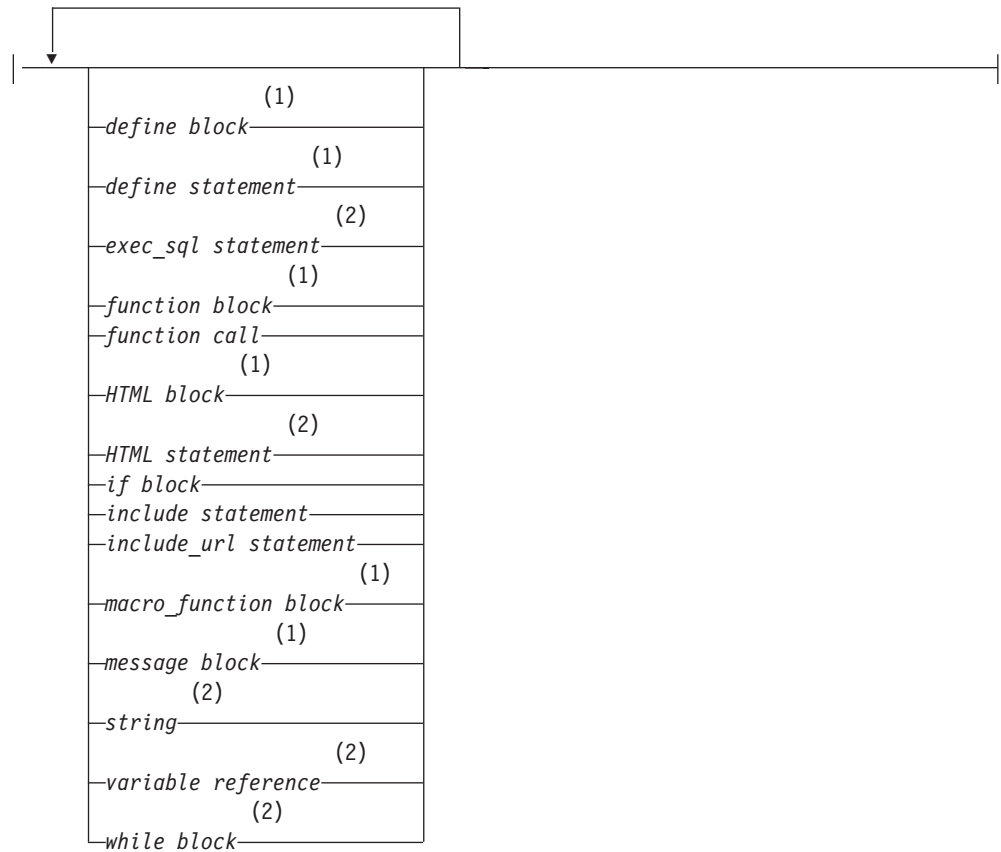 (1)
define block
(1)
define statement
(2)
exec_sql statement
(1)
function block
function call
(1)
HTML block
(2)
HTML statement
if block
include statement
include_url statement
(1)
macro_function block
(1)
message block
(2)
string
(2)
variable reference
(2)
while block